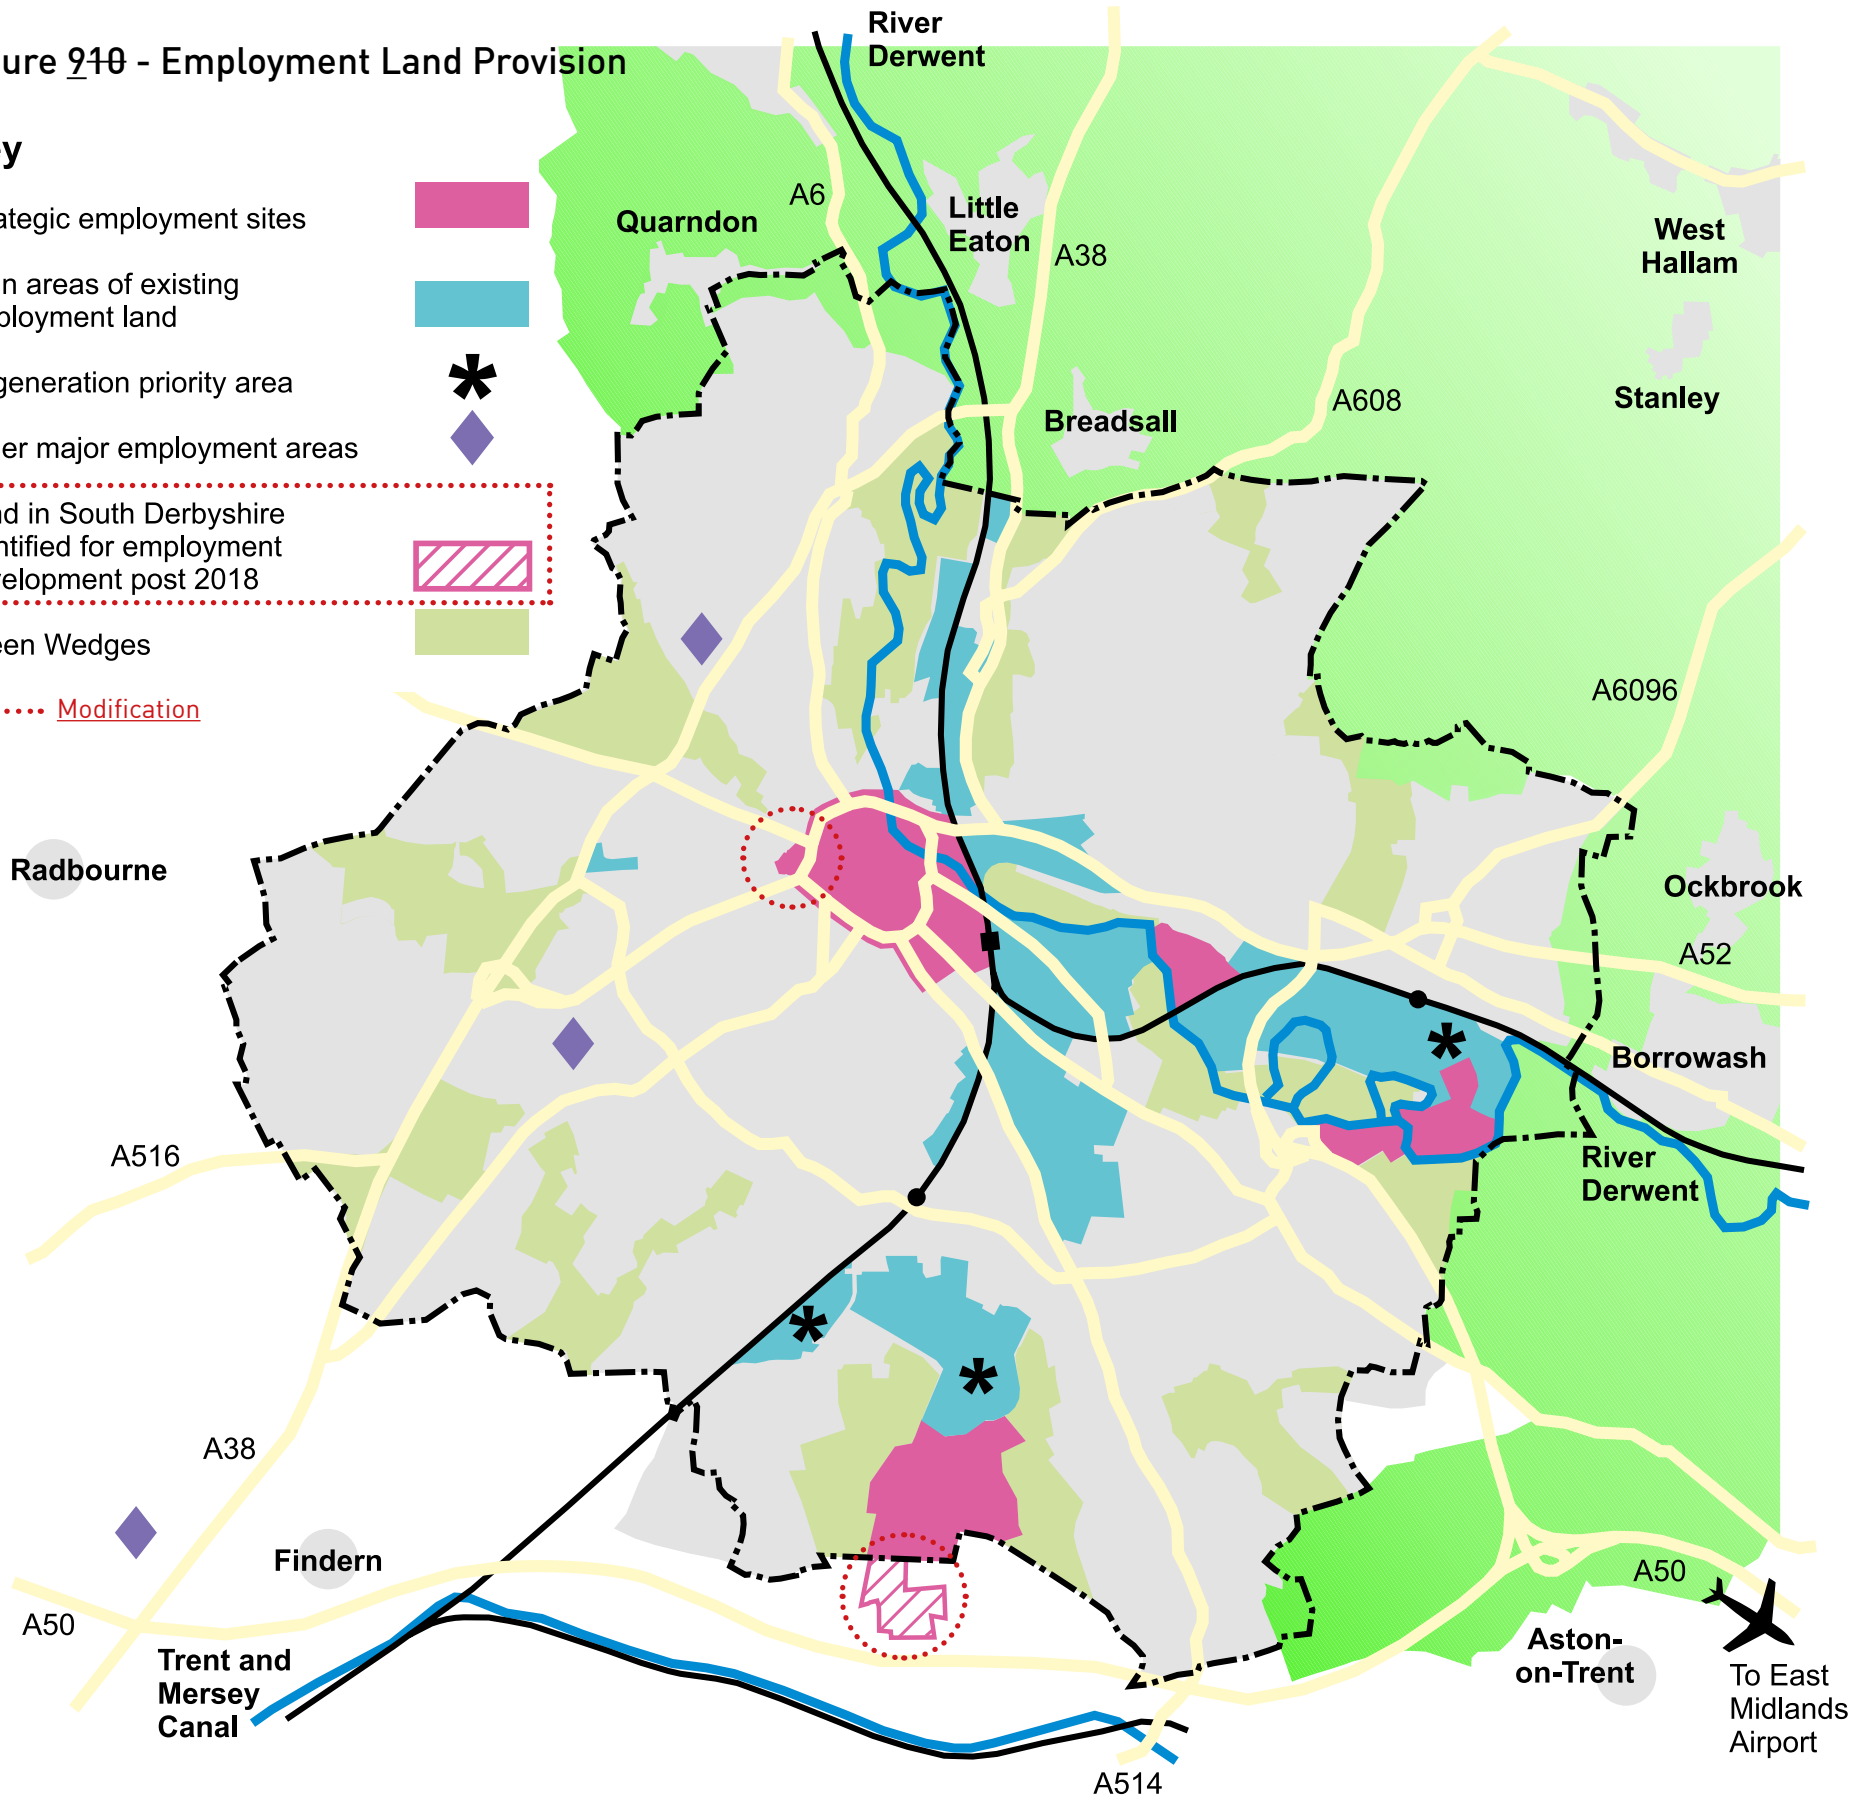 ure 910 - Employment Land Provision
y
ategic employment sites
n areas of existing
ployment land
generation priority area
er major employment areas
nd in South Derbyshire
ntified for employment
velopment post 2018
een Wedges
Modification
River
Derwent
A6
Quarndon
Little
Eaton
A38
West
Hallam
Stanley
A608
Breadsall
A6096
Radbourne
Ockbrook
A52
Borrowash
A516
River
Derwent
A38
Findern
A50
A50
Trent and
Mersey
Canal
Aston-
on-Trent
To East
Midlands
Airport
A514